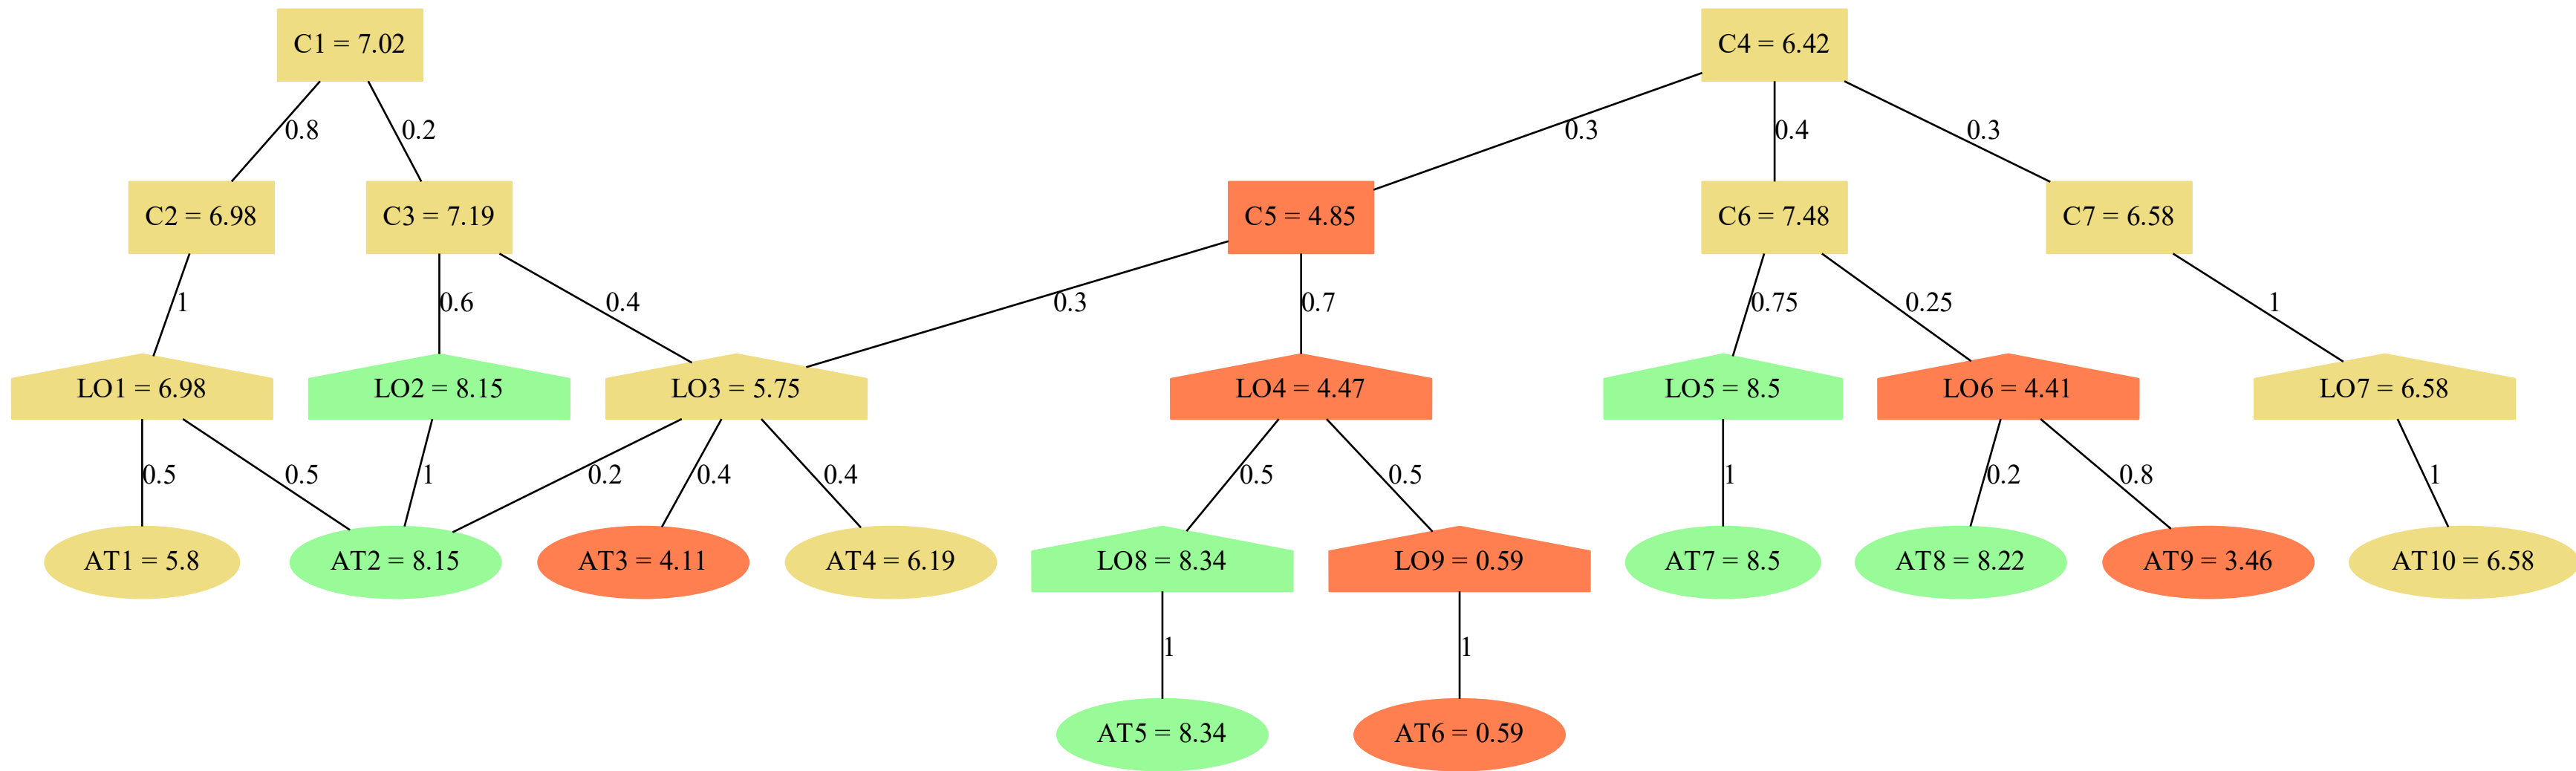 C1 = 7.02
C4 = 6.42
0.8
0.2
0.3
0.4
0.3
C2 = 6.98
C3 = 7.19
C5 = 4.85
C6 = 7.48
C7 = 6.58
1
0.6
0.4
0.3
0.7
0.75
0.25
1
LO1 = 6.98
LO2 = 8.15
LO3 = 5.75
LO4 = 4.47
LO5 = 8.5
LO6 = 4.41
LO7 = 6.58
0.5
0.5
1
0.2
0.4
0.4
0.5
0.5
1
0.2
0.8
1
AT1 = 5.8
AT2 = 8.15
AT3 = 4.11
AT4 = 6.19
LO8 = 8.34
LO9 = 0.59
AT7 = 8.5
AT8 = 8.22
AT9 = 3.46
AT10 = 6.58
1
1
AT5 = 8.34
AT6 = 0.59